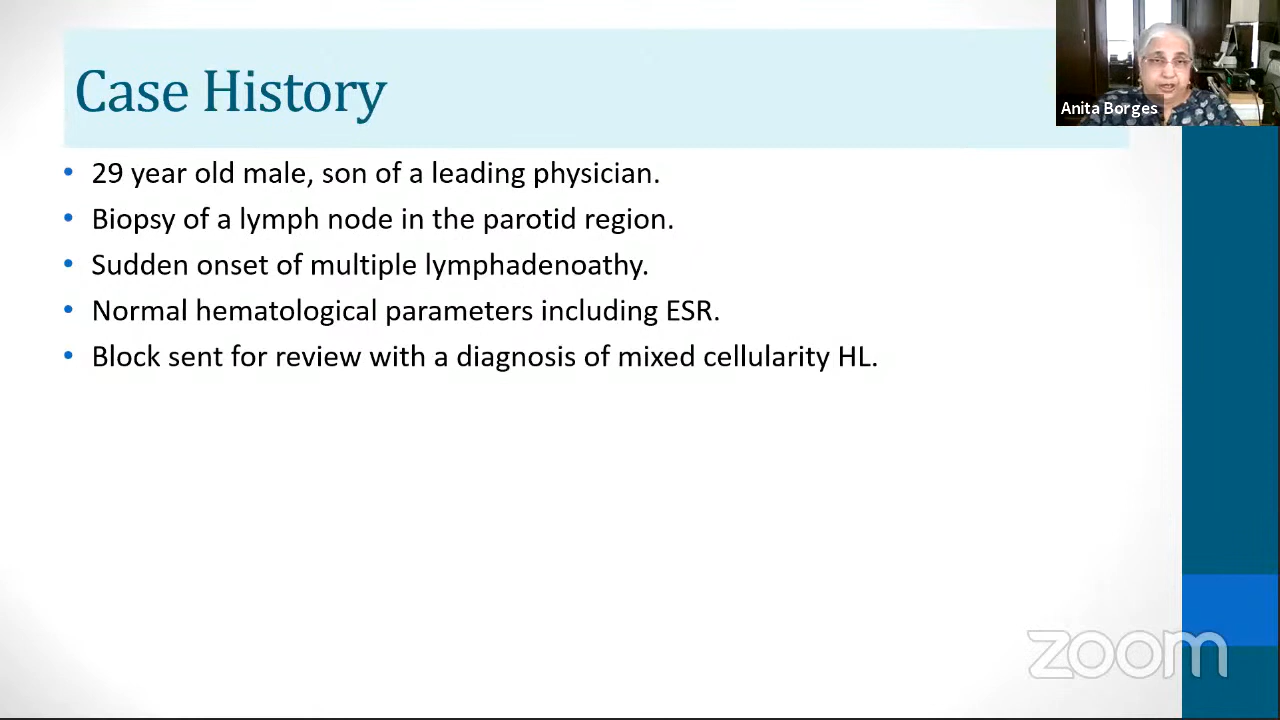 Case History
Anita Borges
• 29 year old male, son of a leading physician.
• Biopsy of a lymph node in the parotid region.
• Sudden onset of multiple lymphadenoathy.
• Normal hematological parameters including ESR.
• Block sent for review with a diagnosis of mixed cellularity HL.
zoom